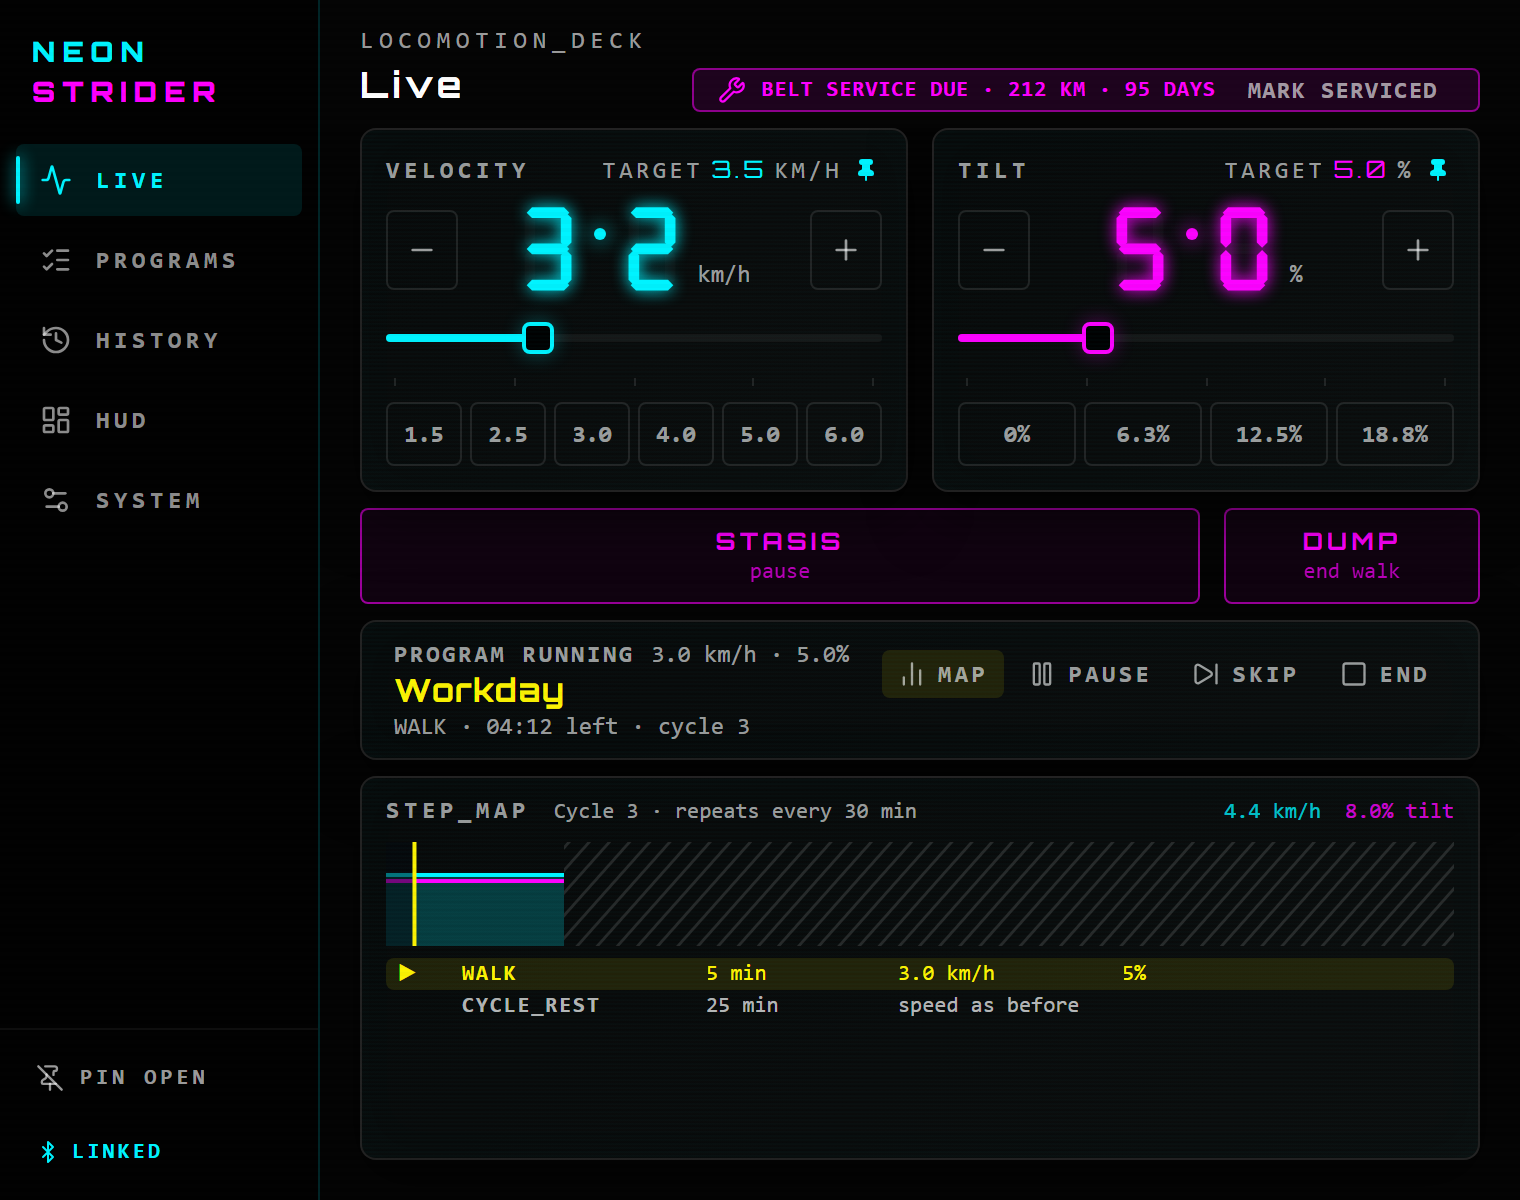 NEON
STRIDER
LIVE
PROGRAMS
HISTORY
HUD
SYSTEM
PIN OPEN
LINKED
LOCOMOTION_DECK
Live
BELT SERVICE DUE · 212 KM · 95 DAYS MARK SERVICED
VELOCITY TARGET 3.5 KM/H
− 3.2 km/h +
1.5 2.5 3.0 4.0 5.0 6.0
TILT TARGET 5.0 %
− 5.0 % +
0% 6.3% 12.5% 18.8%
STASIS
pause
DUMP
end walk
PROGRAM RUNNING 3.0 km/h · 5.0%
Workday
WALK · 04:12 left · cycle 3
MAP PAUSE SKIP END
STEP_MAP Cycle 3 · repeats every 30 min 4.4 km/h 8.0% tilt
WALK 5 min 3.0 km/h 5%
CYCLE_REST 25 min speed as before